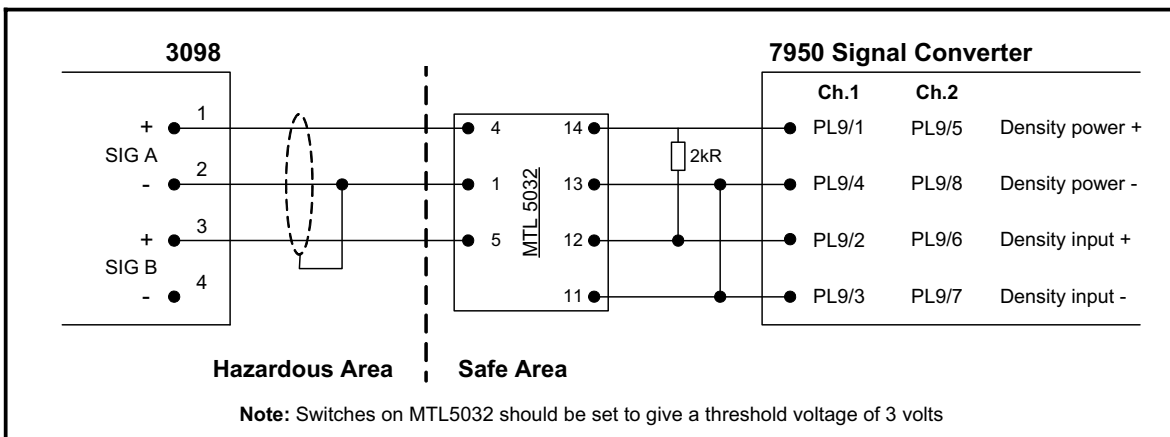 3098
7950 Signal Converter
Ch.1 Ch.2
1
+ 4 14 PL9/1 PL9/5 Density power +
SIG A
2kR
2
- 1 13 PL9/4 PL9/8 Density power -
MTL 5032
3
+ 5 12 PL9/2 PL9/6 Density input +
SIG B
4
- 11 PL9/3 PL9/7 Density input -
Hazardous Area Safe Area
Note: Switches on MTL5032 should be set to give a threshold voltage of 3 volts